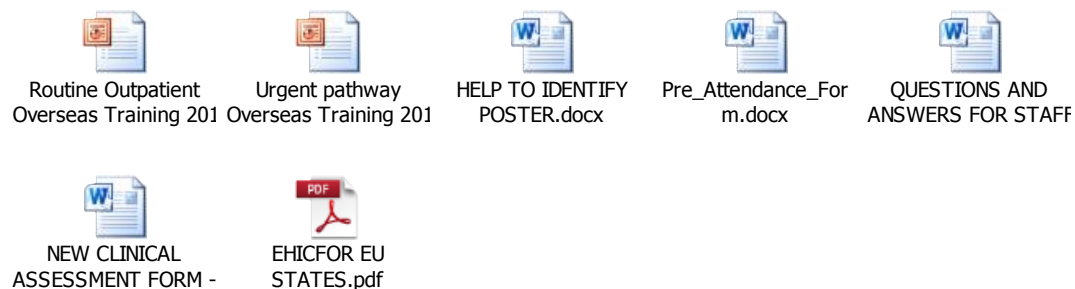 Routine Outpatient
Overseas Training 201
Urgent pathway
Overseas Training 201
HELP TO IDENTIFY
POSTER.docx
Pre_Attendance_For
m.docx
QUESTIONS AND
ANSWERS FOR STAFF
NEW CLINICAL
ASSESSMENT FORM -
PDF
EHICFOR EU
STATES.pdf